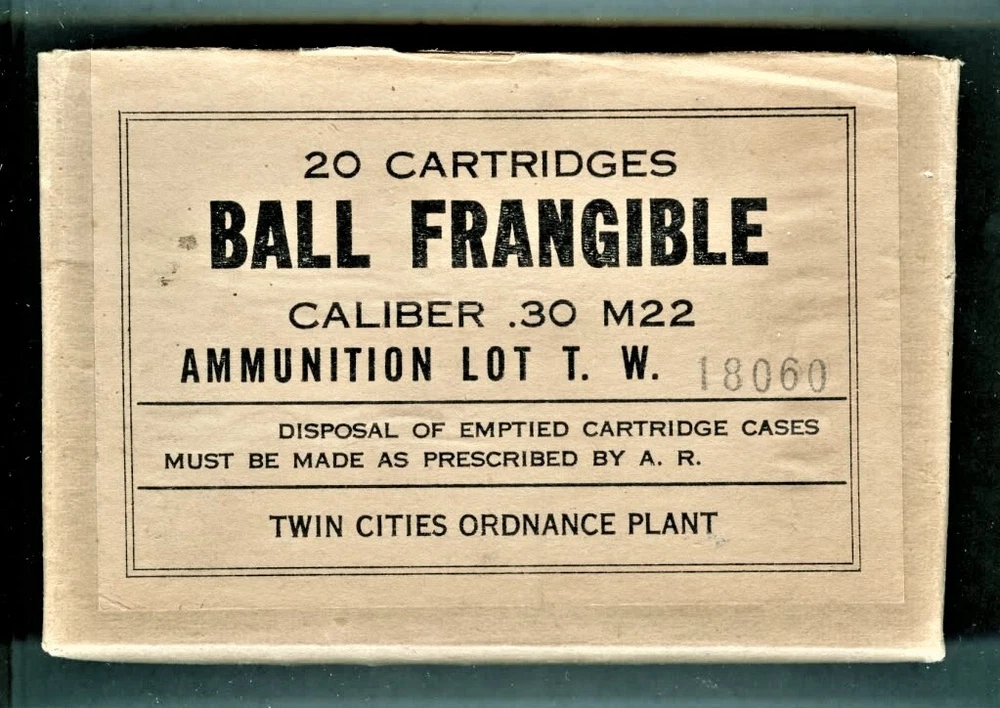 20 CARTRIDGES
BALL FRANGIBLE
CALIBER .30 M22
AMMUNITION LOT T. W. 18060
DISPOSAL OF EMPTIED CARTRIDGE CASES
MUST BE MADE AS PRESCRIBED BY A. R.
TWIN CITIES ORDNANCE PLANT